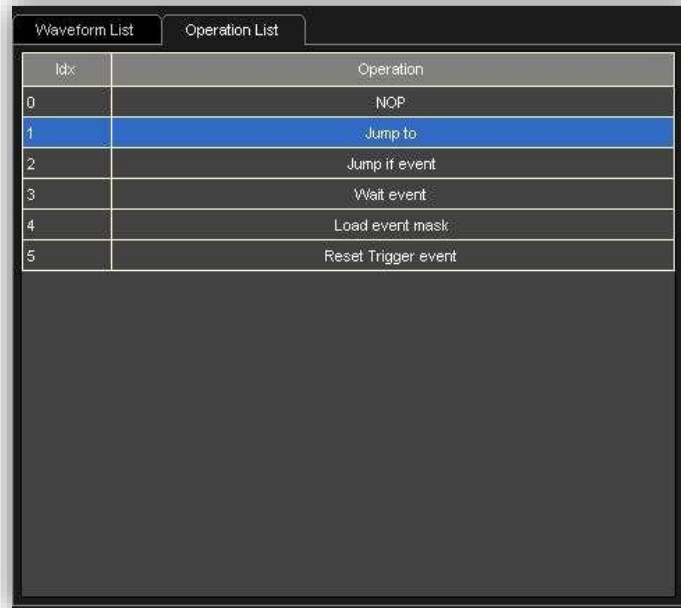 Waveform List Operation List
Idx Operation
0 NOP
1 Jump to
2 Jump if event
3 Wait event
4 Load event mask
5 Reset Trigger event